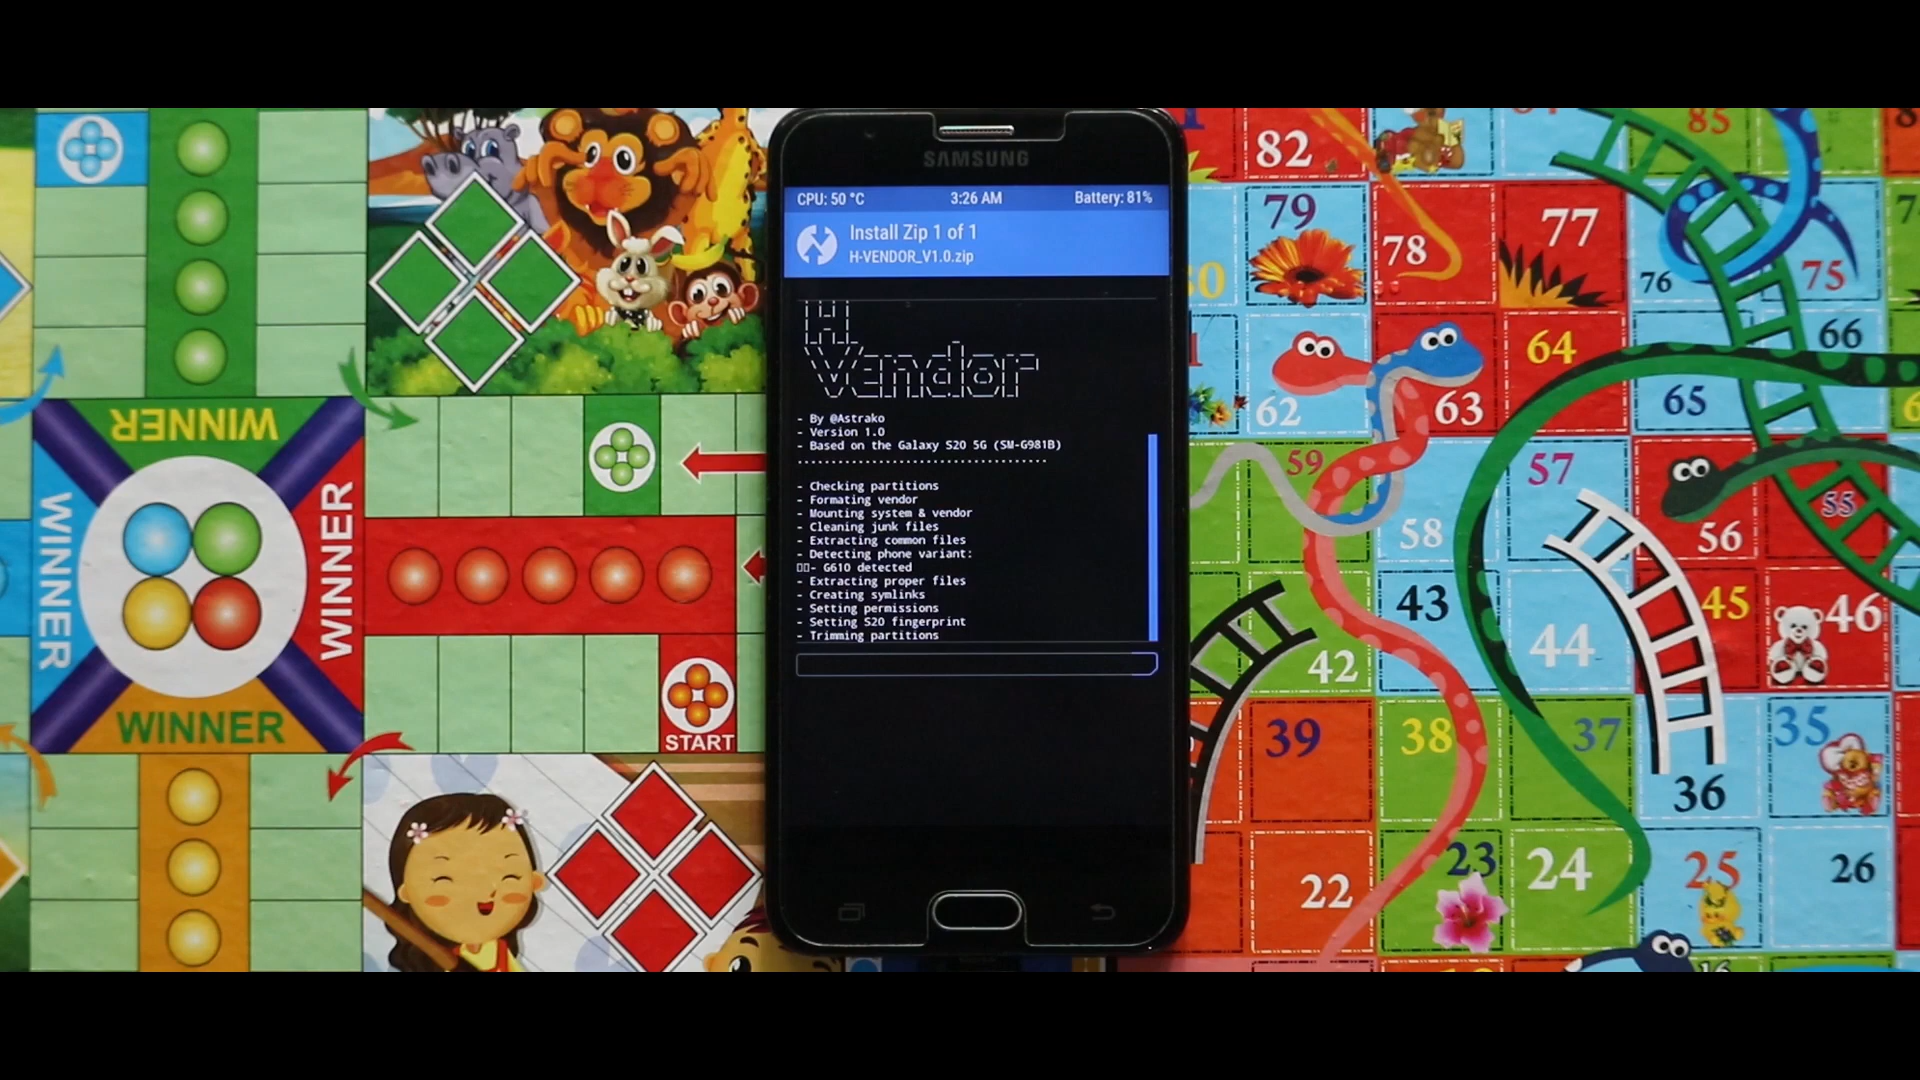 SAMSUNG
CPU: 50 °C 3:26 AM Battery: 81%
Install Zip 1 of 1
H-VENDOR_V1.0.zip
H
Vendor
- By @Astrako
- Version 1.0
- Based on the Galaxy S20 5G (SM-G981B)
- Checking partitions
- Formating vendor
- Mounting system & vendor
- Cleaning junk files
- Extracting common files
- Detecting phone variant:
- G610 detected
- Extracting proper files
- Creating symlinks
- Setting permissions
- Setting S20 fingerprint
- Trimming partitions
WINNER
WINNER
WINNER
WINNER
START
82
85
79
78
77
76
75
62
63
64
65
66
59
58
57
56
55
42
43
44
45
46
39
38
37
36
35
22
23
24
25
26